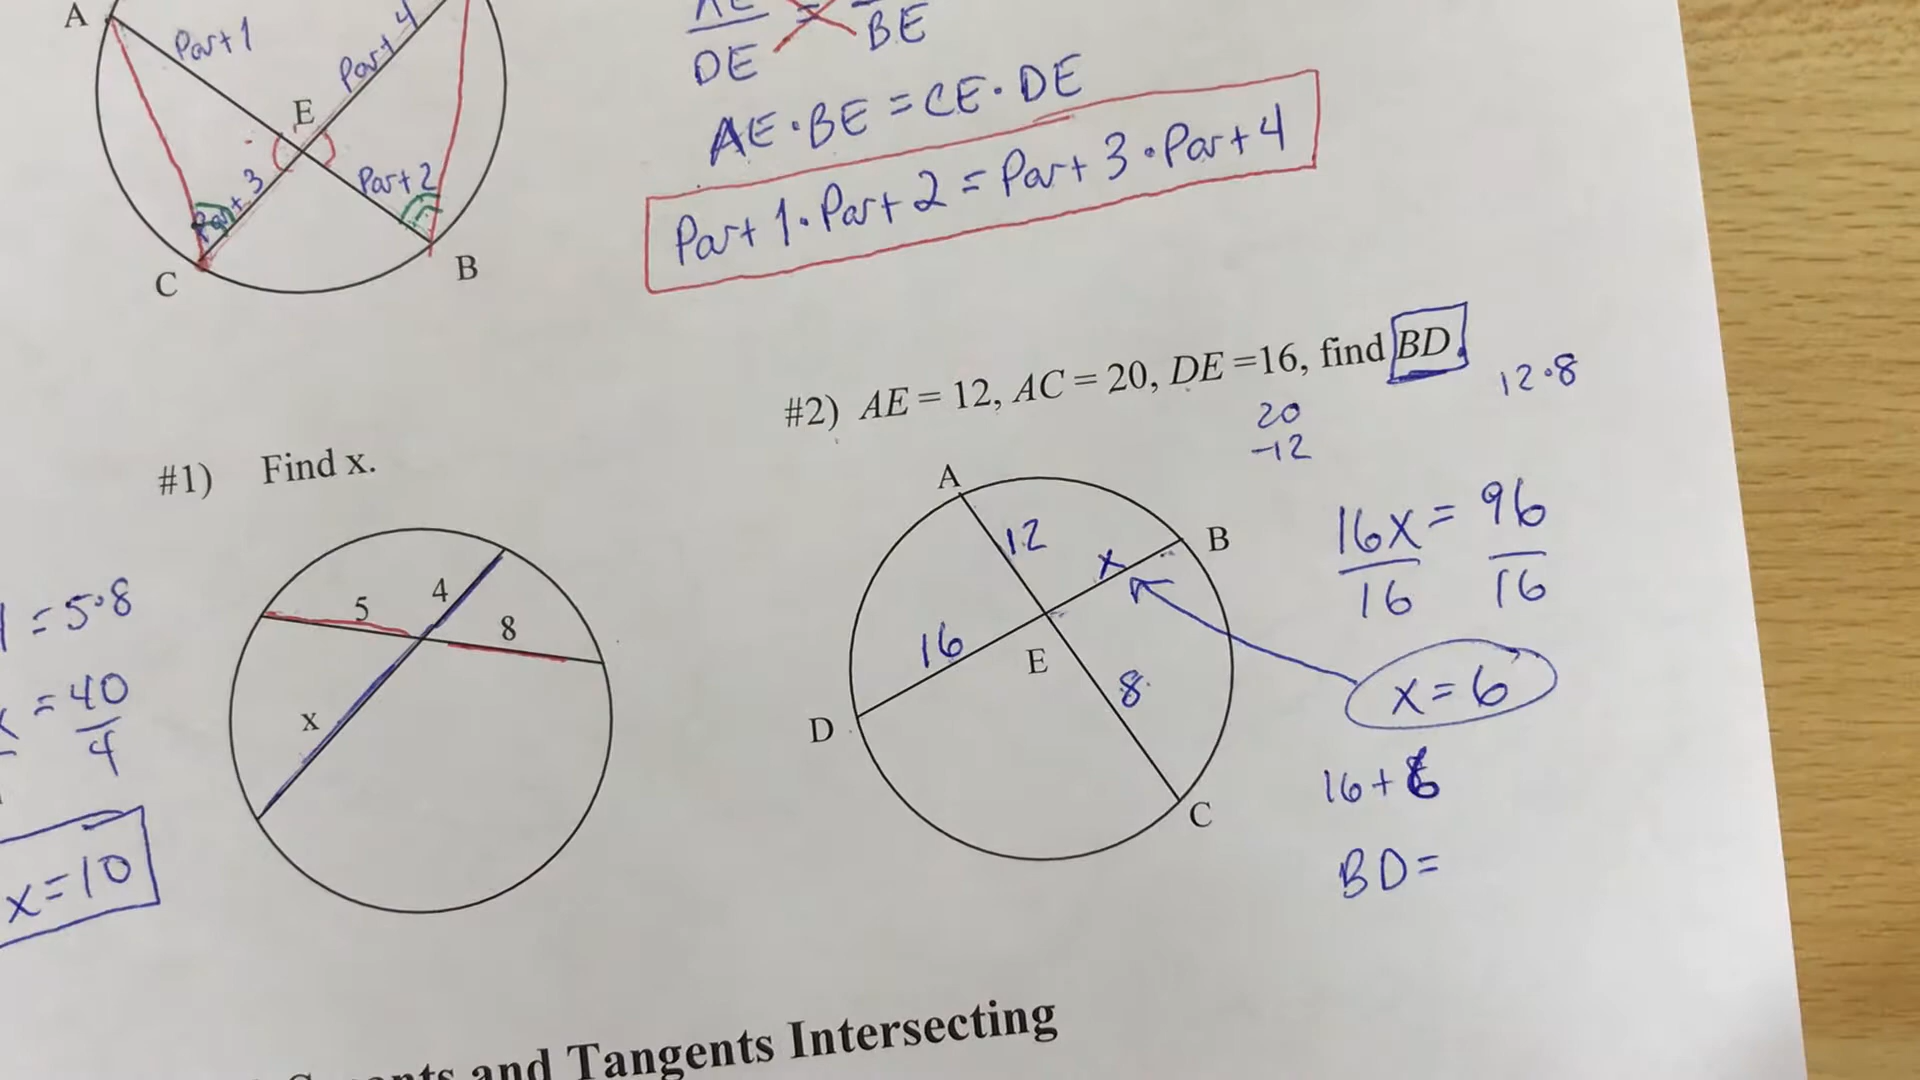 A
Part 1
Part 4
E
Part 3
Part 2
C
B
DE = BE
AE · BE = CE · DE
Part 1 · Part 2 = Part 3 · Part 4
#2) AE = 12, AC = 20, DE =16, find BD.
12·8
20
-12
#1) Find x.
5
4
8
x
= 5·8
= 40
4
x=10
A
12
x
B
16
E
8
D
C
16x = 96
16 16
x = 6
16 + 6
BD =
and Tangents Intersecting